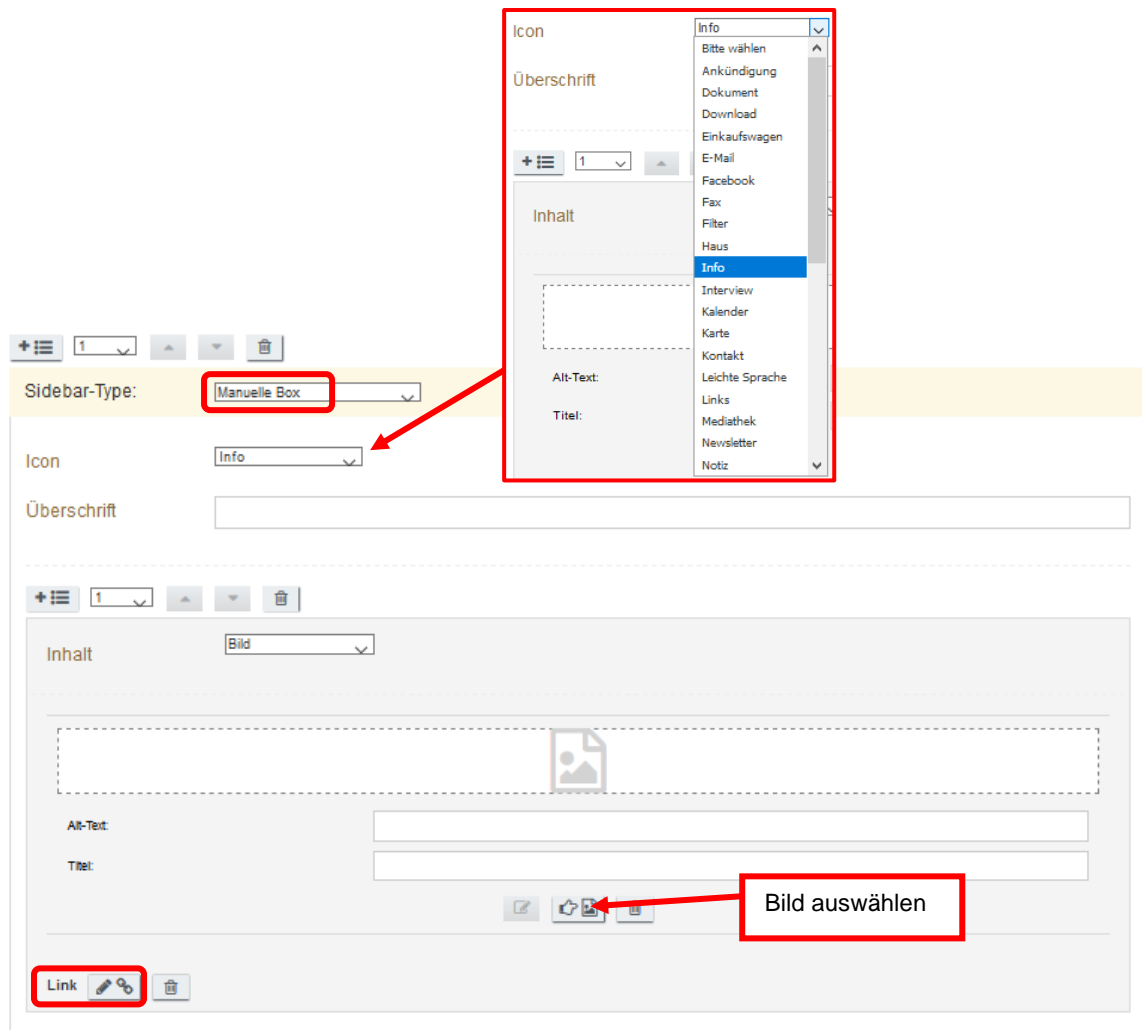 Icon
Info
Bitte wählen
Ankündigung
Überschrift
Dokument
Download
Einkaufswagen
1
E-Mail
Facebook
Fax
Inhalt
Filter
Haus
Info
Interview
Kalender
Karte
Kontakt
Alt-Text:
Leichte Sprache
Links
Titel:
Mediathek
Newsletter
Notiz
1
Sidebar-Type:
Manuelle Box
Icon
Info
Überschrift
1
Inhalt
Bild
Alt-Text:
Titel:
Bild auswählen
Link